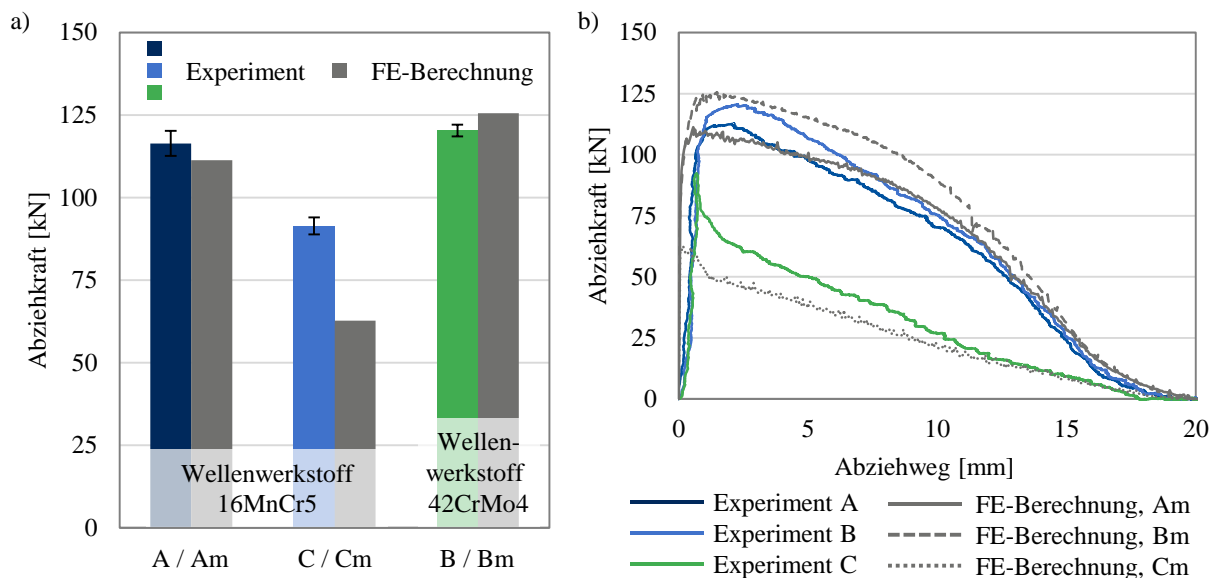 a)
150
125
100
75
50
25
0
Abziehkraft [kN]
Experiment
FE-Berechnung
Wellenwerkstoff
16MnCr5
Wellen-
werkstoff
42CrMo4
A / Am
C / Cm
B / Bm
b)
150
125
100
75
50
25
0
Abziehkraft [kN]
0
5
10
15
20
Abziehweg [mm]
Experiment A
Experiment B
Experiment C
FE-Berechnung, Am
FE-Berechnung, Bm
FE-Berechnung, Cm